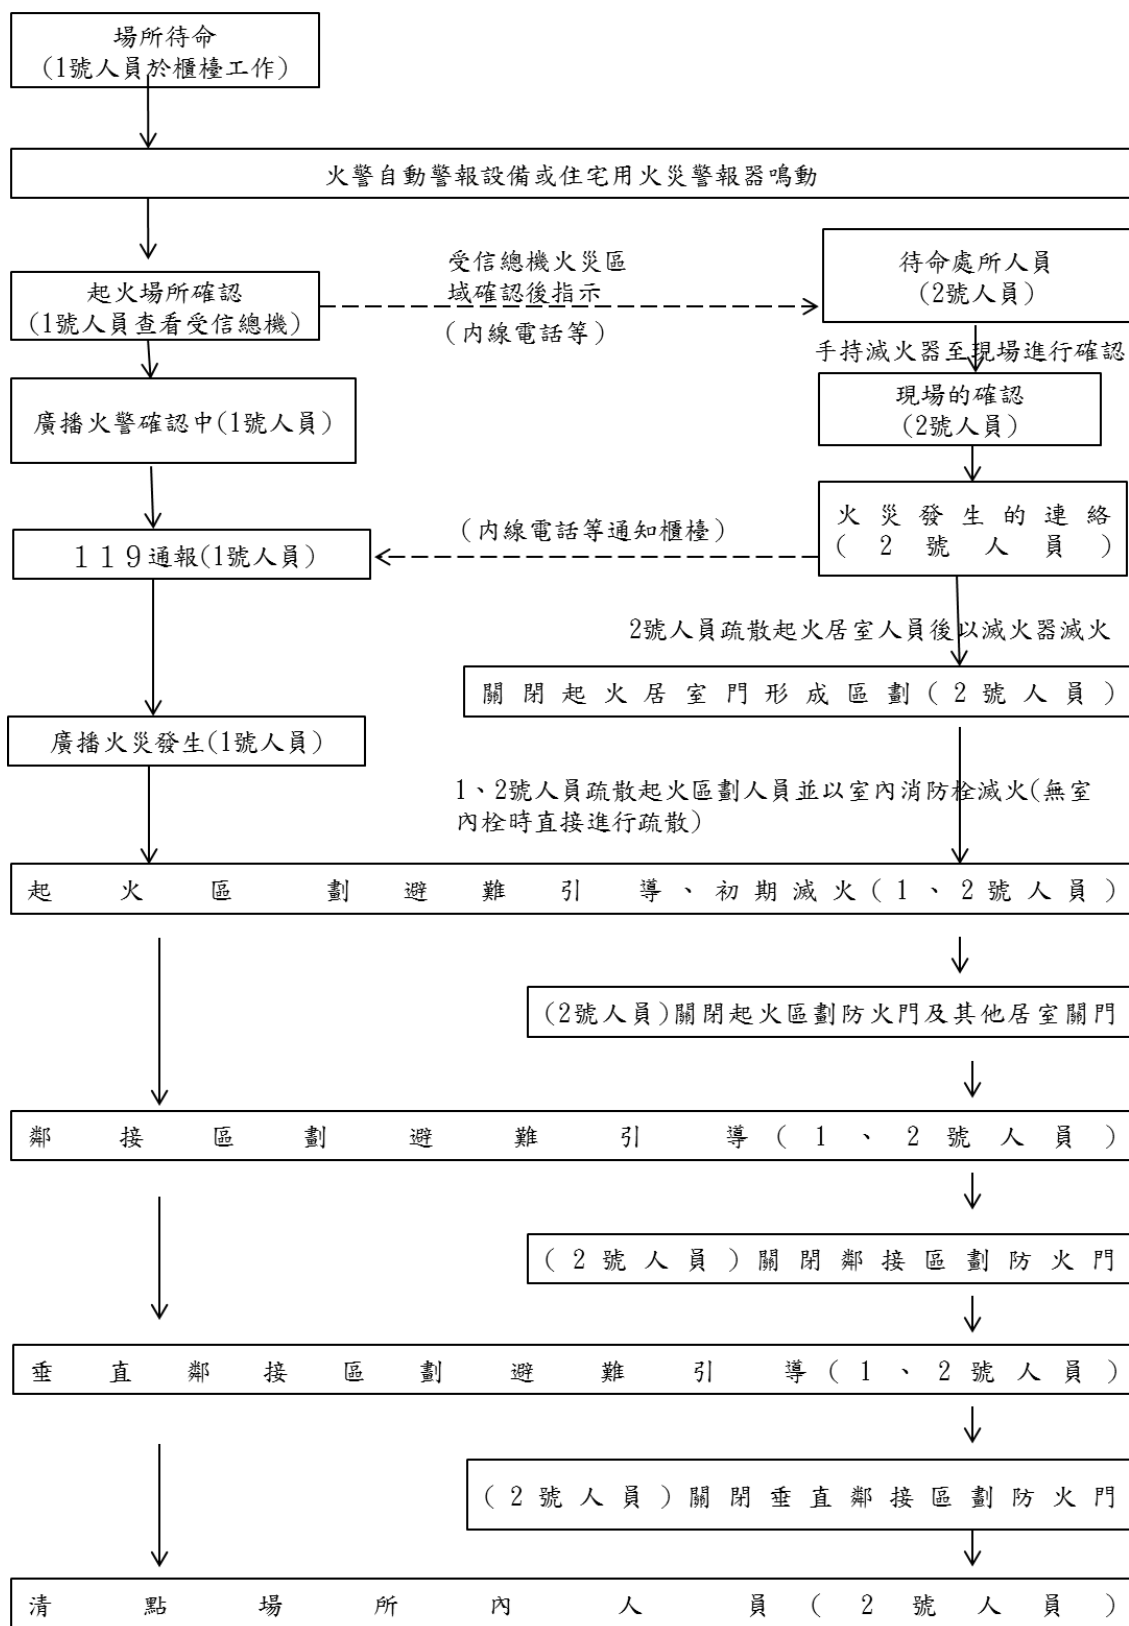 場所待命
(1號人員於櫃檯工作)
火警自動警報設備或住宅用火災警報器鳴動
受信總機火災區
域確認後指示
(內線電話等)
待命處所人員
(2號人員)
起火場所確認
(1號人員查看受信總機)
手持滅火器至現場進行確認
廣播火警確認中(1號人員)
現場的確認
(2號人員)
火災發生的連絡
(2號人員)
(內線電話等通知櫃檯)
119通報(1號人員)
2號人員疏散起火居室人員後以滅火器滅火
關閉起火居室門形成區劃(2號人員)
廣播火災發生(1號人員)
1、2號人員疏散起火區劃人員並以室內消防栓滅火(無室
內栓時直接進行疏散)
起火區劃避難引導、初期滅火(1、2號人員)
(2號人員)關閉起火區劃防火門及其他居室關門
鄰接區劃避難引導(1、2號人員)
(2號人員)關閉鄰接區劃防火門
垂直鄰接區劃避難引導(1、2號人員)
(2號人員)關閉垂直鄰接區劃防火門
清點場所內人員(2號人員)